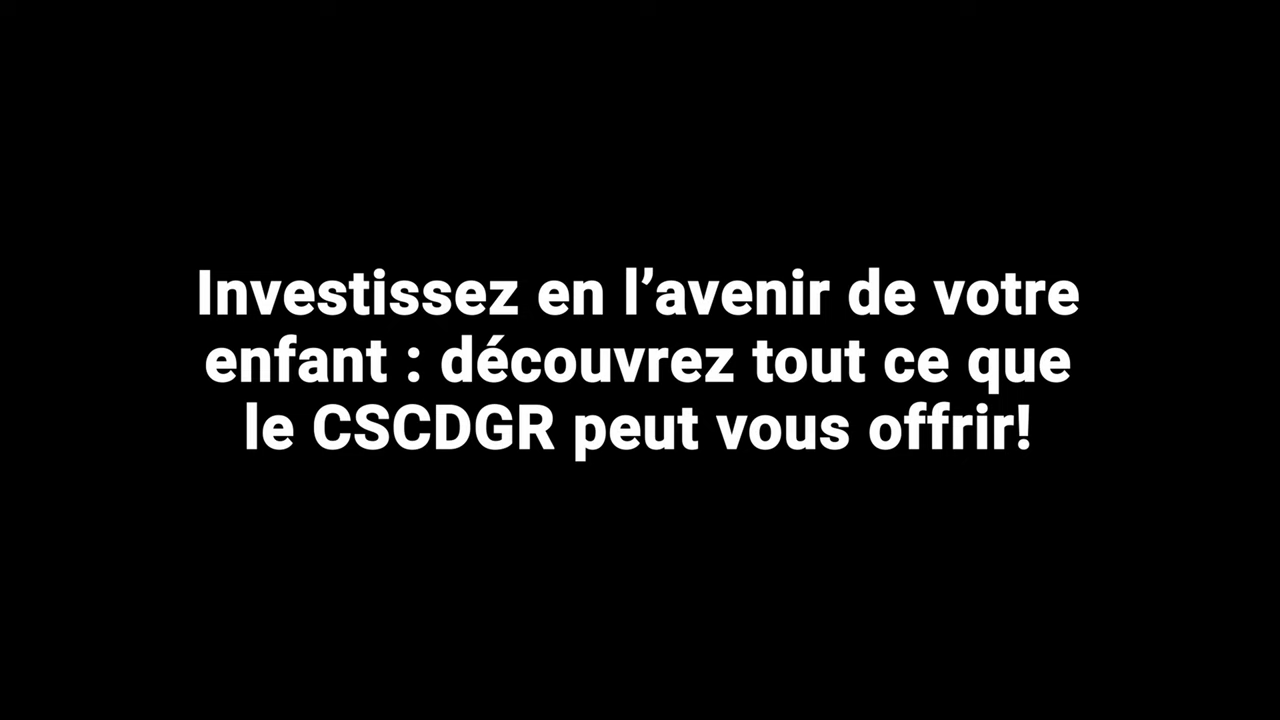 Investissez en l’avenir de votre
enfant : découvrez tout ce que
le CSCDGR peut vous offrir!